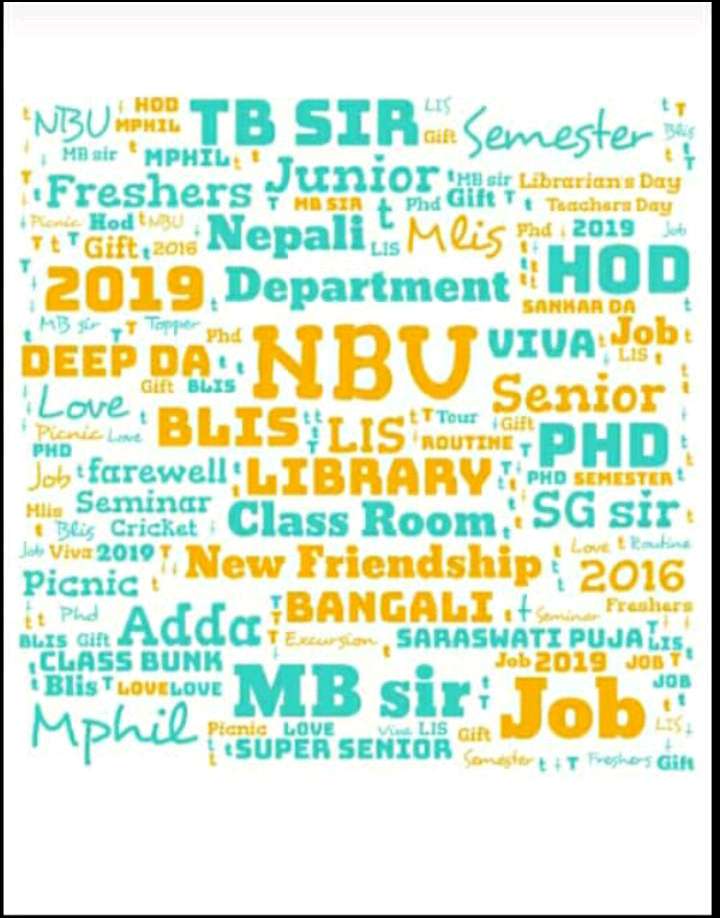 NBU HOD TB SIR LIS
MPHIL Gift Semester Blis
MB sir MPHIL
Freshers Junior MB sir Librarian's Day
MB SIR Phd Gift Teachers Day
Picnic Hod NBU Nepali LIS Mlis Phd 2019 Job
Gift 2016 HOD
2019 Department
SANKAR DA
MB sir Topper Phd NBU VIVA Job
DEEP DA LIS
Gift BLIS Senior
Love BLIS LIS Tour Gift
Picnic Love ROUTINE PHD
PHD
Job farewell LIBRARY PHD SEMESTER
Mlis Seminar Class Room SG sir
Blis Cricket
Job Viva 2019 New Friendship Love Routine
Picnic 2016
Phd Adda BANGALI Seminar Freshers
BLIS Gift Excursion SARASWATI PUJA LIS
CLASS BUNK Job 2019 JOB
Blis LOVE LOVE MB sir Job JOB
Mphil Picnic LOVE Viva LIS Gift LIS
SUPER SENIOR Semester Freshers Gift